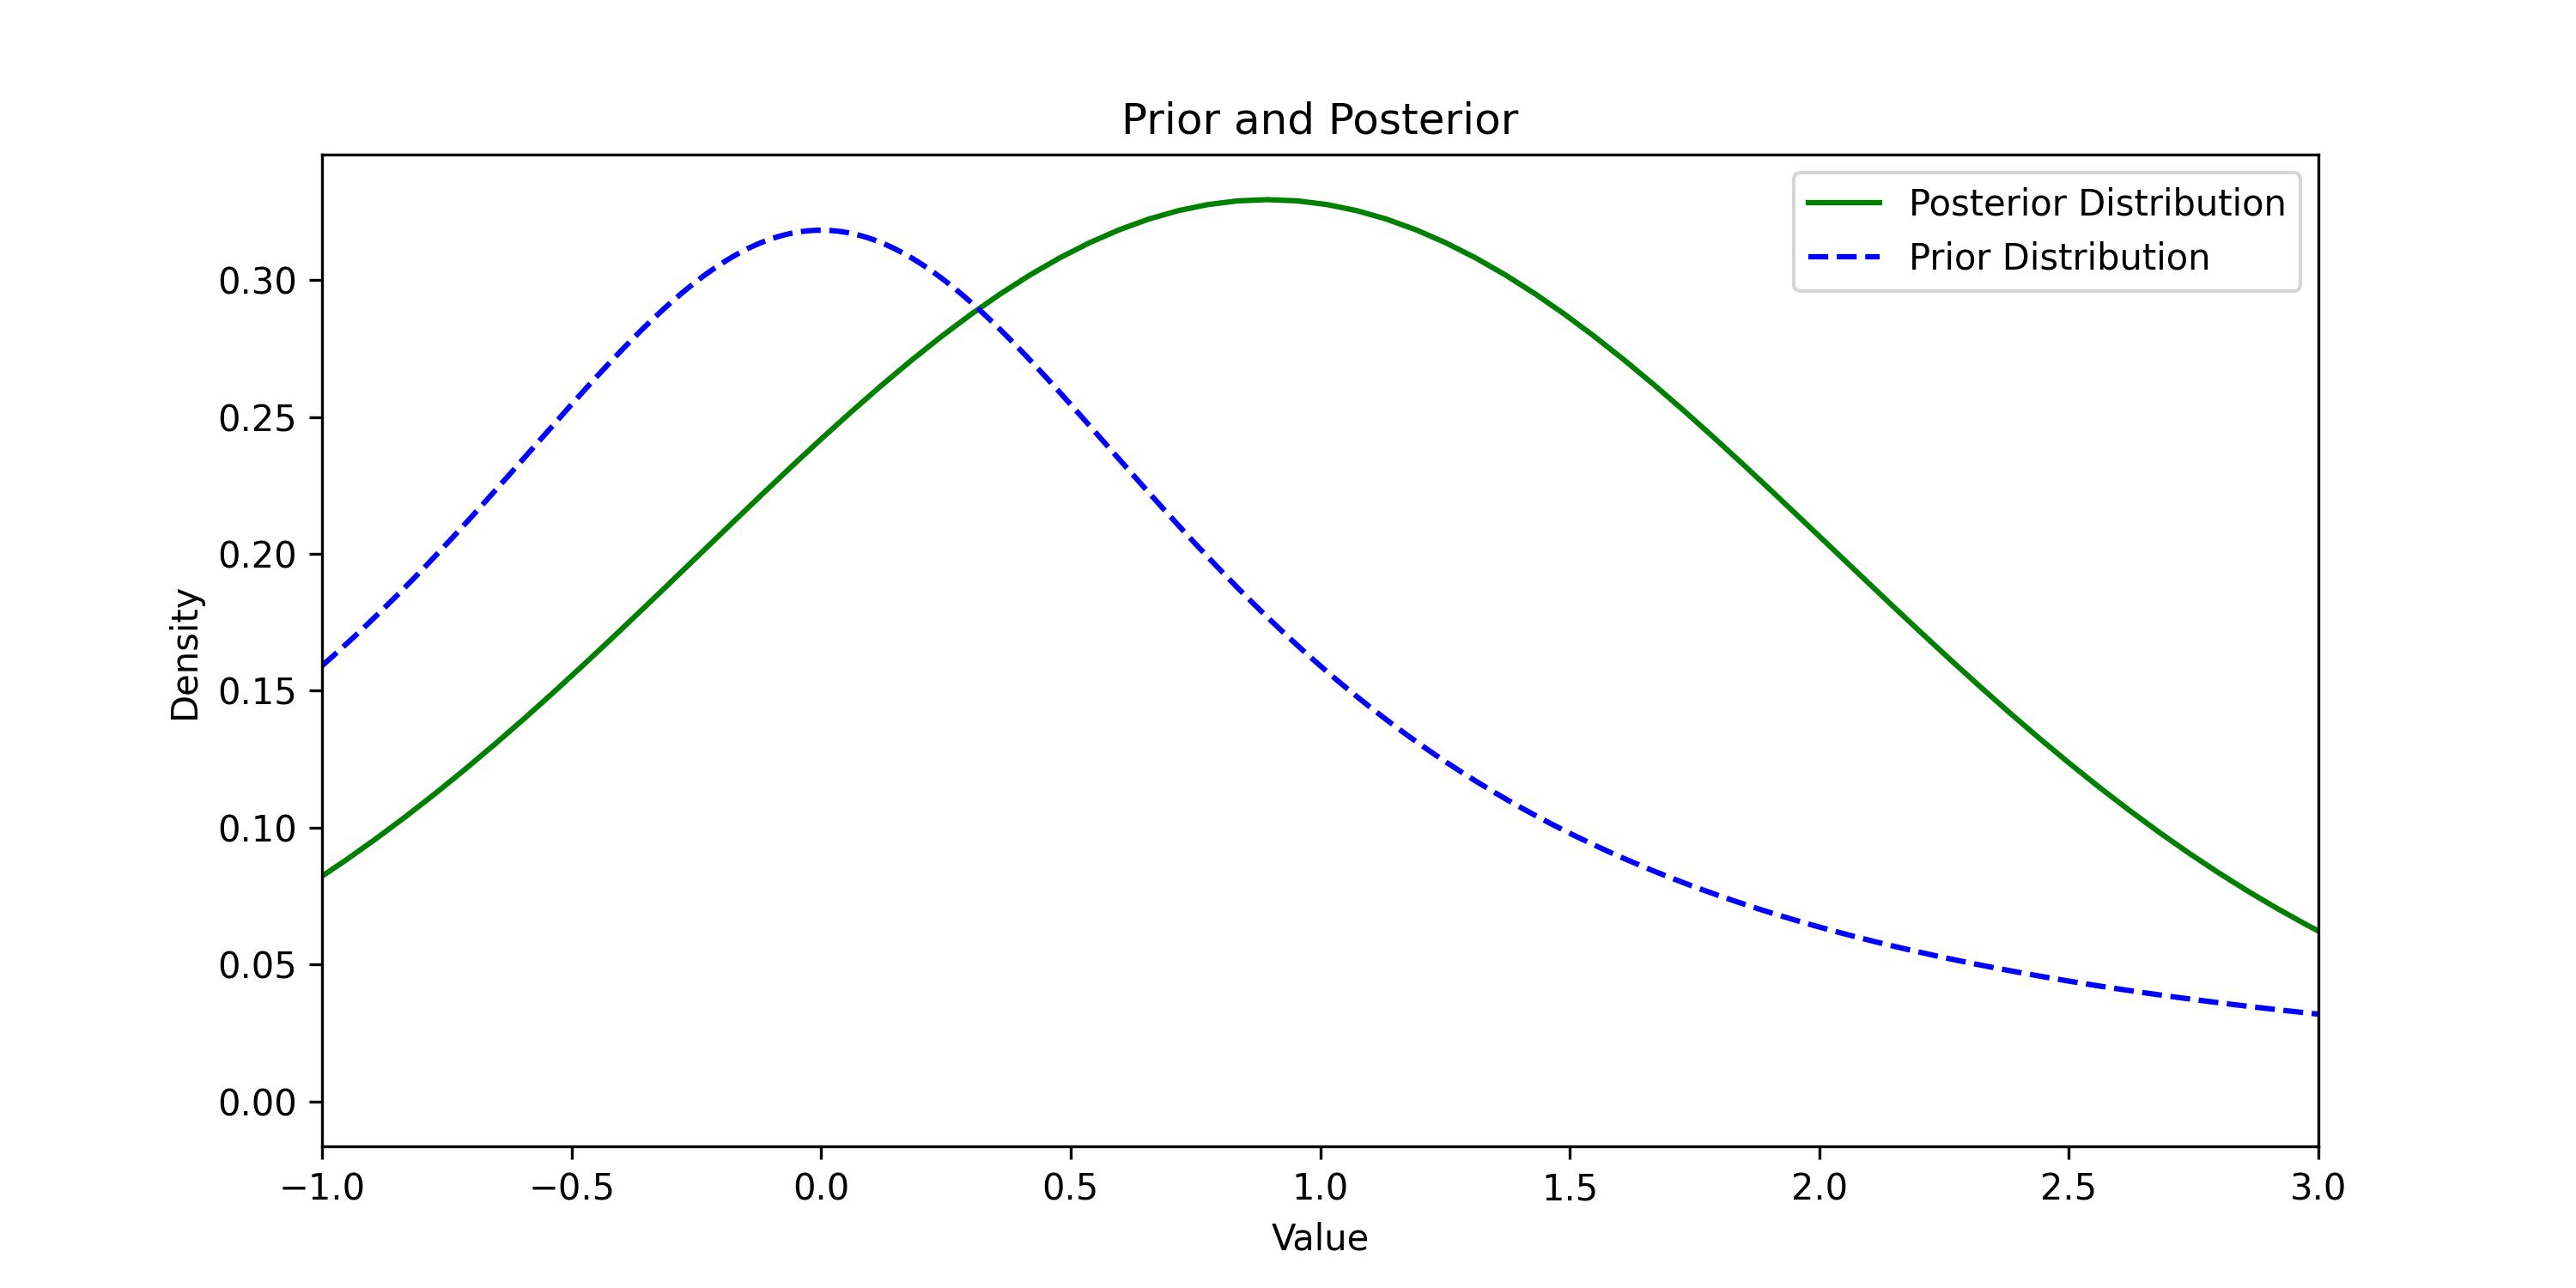 Prior and Posterior
Posterior Distribution
Prior Distribution
Density
0.30
0.25
0.20
0.15
0.10
0.05
0.00
−1.0 −0.5 0.0 0.5 1.0 1.5 2.0 2.5 3.0
Value